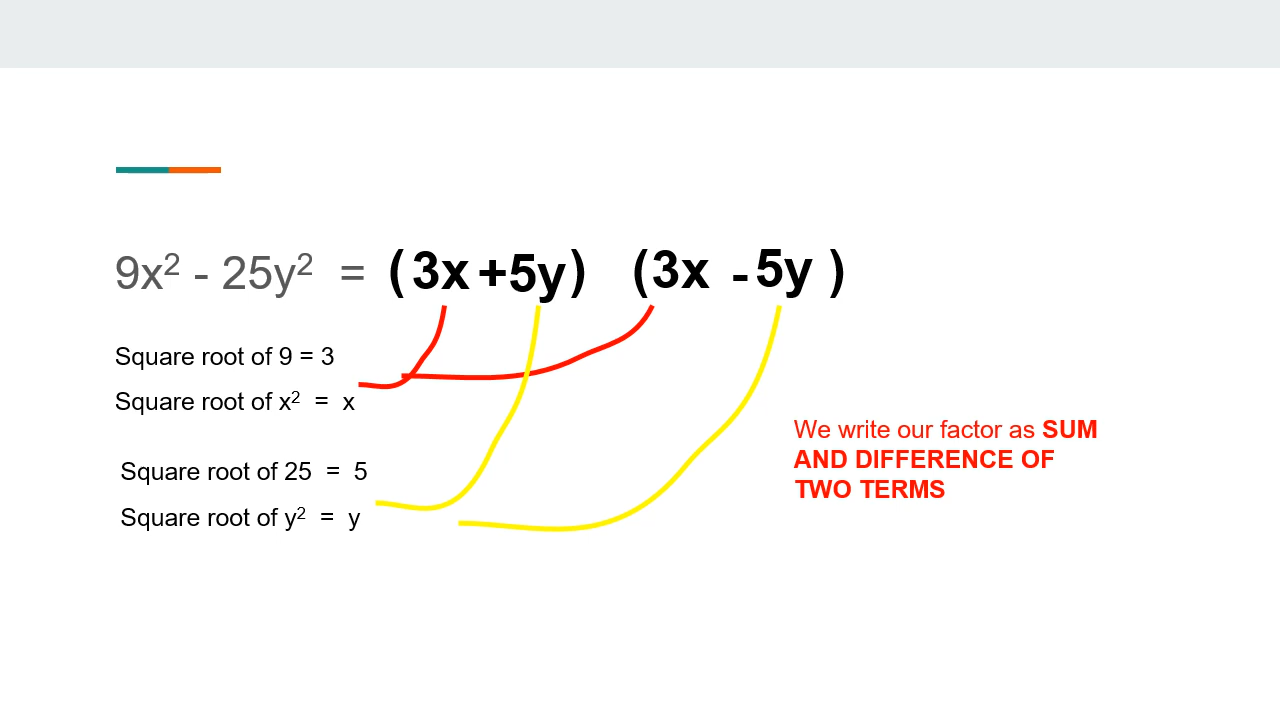 9x² - 25y² = (3x +5y) (3x -5y )
Square root of 9 = 3
Square root of x² = x
Square root of 25 = 5
Square root of y² = y
We write our factor as SUM
AND DIFFERENCE OF
TWO TERMS